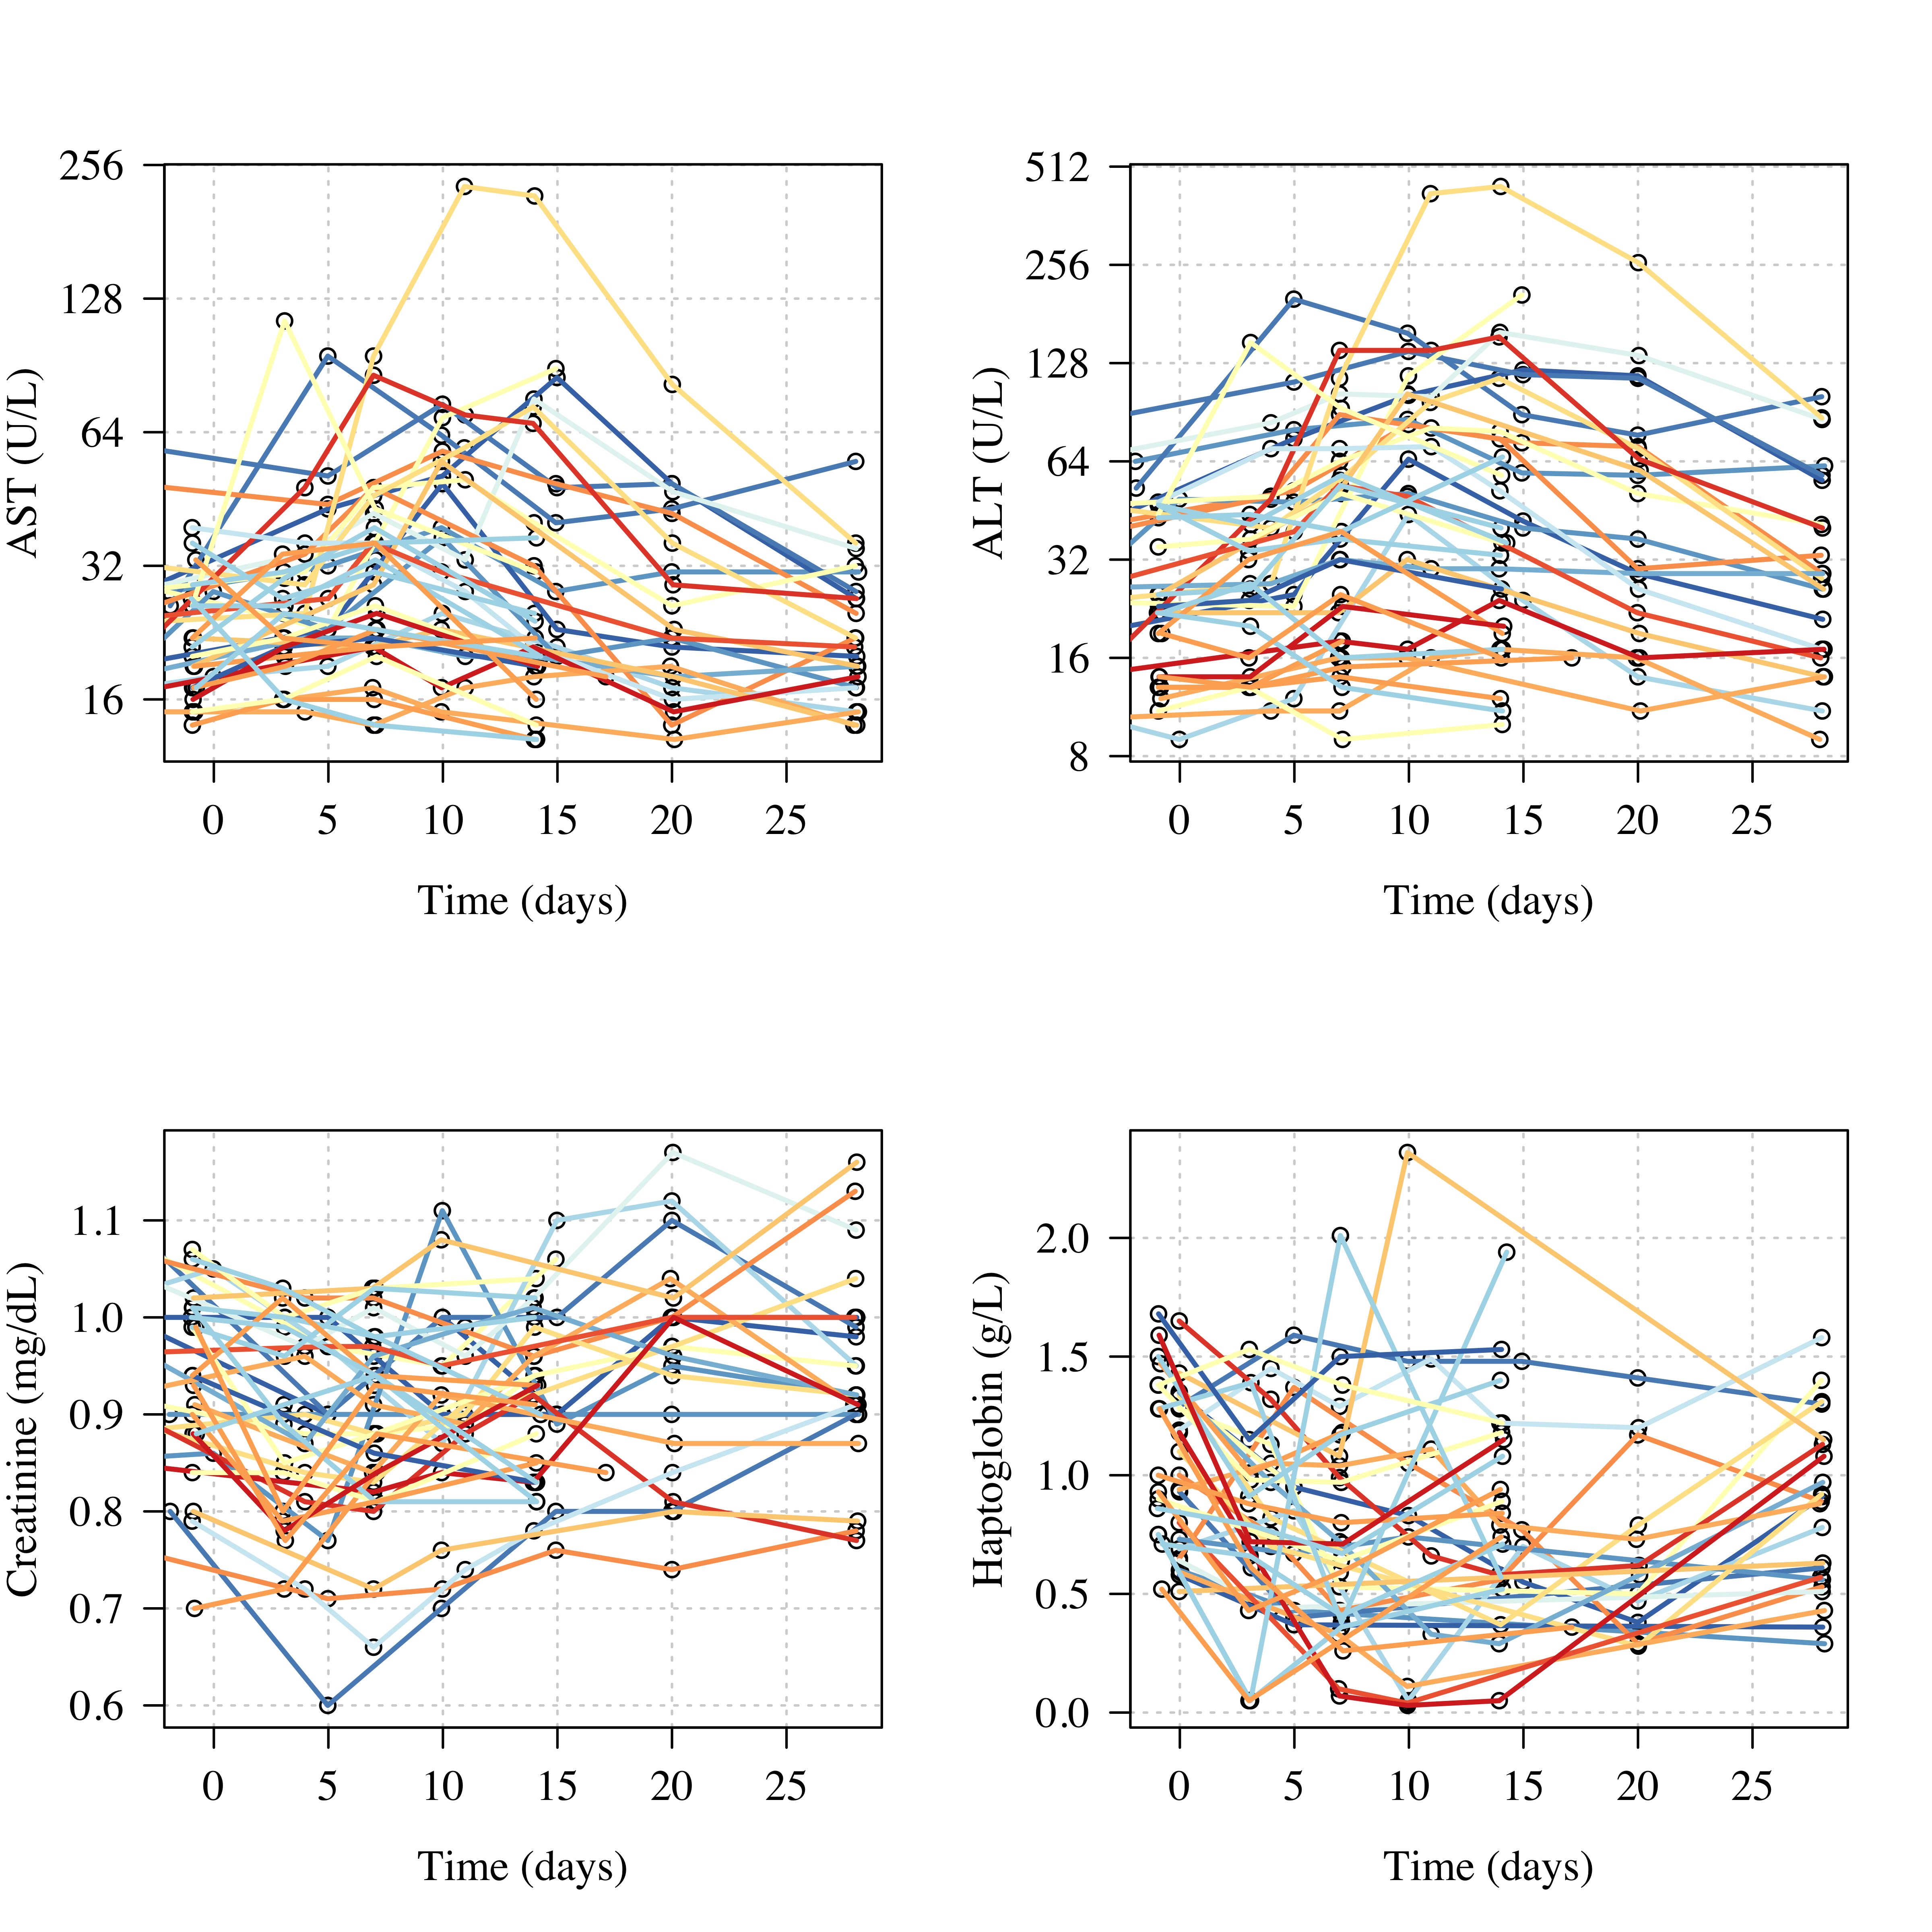 256
128
64
32
16
AST (U/L)
0 5 10 15 20 25
Time (days)
512
256
128
64
32
16
8
ALT (U/L)
0 5 10 15 20 25
Time (days)
1.1
1.0
0.9
0.8
0.7
0.6
Creatinine (mg/dL)
0 5 10 15 20 25
Time (days)
2.0
1.5
1.0
0.5
0.0
Haptoglobin (g/L)
0 5 10 15 20 25
Time (days)